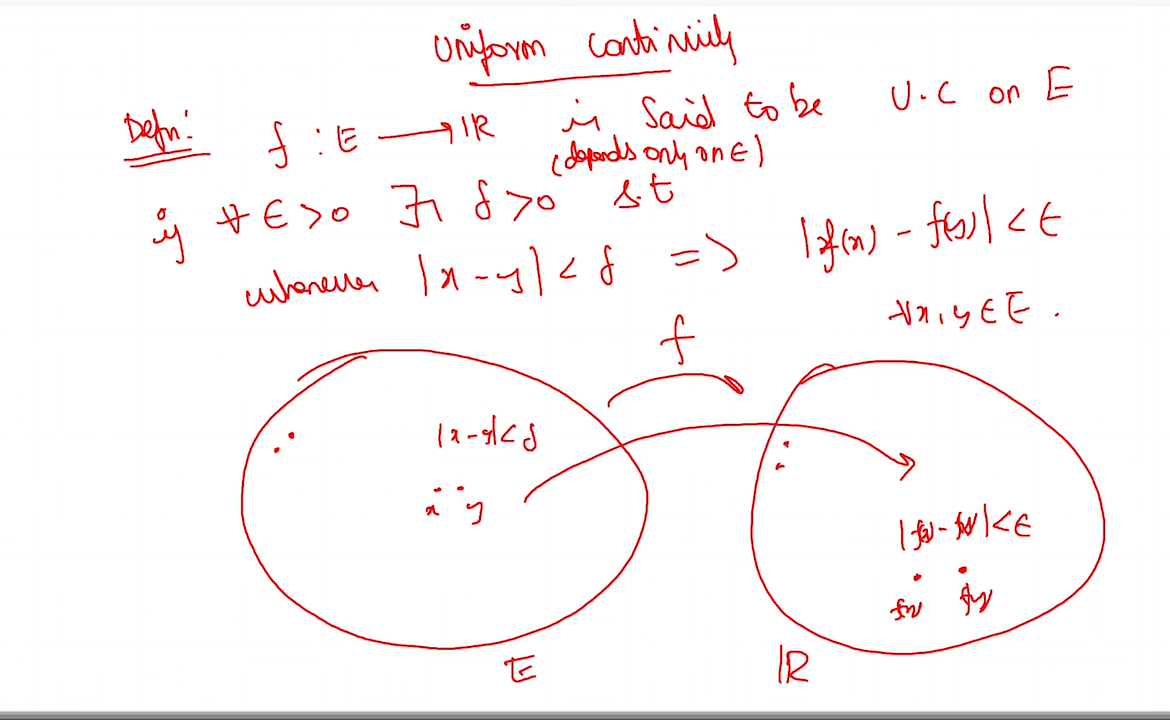 Uniform Continuity
Defn: f : E → ℝ is said to be U.C on E
(depends only on ∈)
if ∀ ∈ > 0 ∃ δ > 0 s.t
whenever |x - y| < δ => |f(x) - f(y)| < ∈
∀ x, y ∈ E.
f
|x - y| < δ
x y
|f(x) - f(y)| < ∈
f(x) f(y)
E ℝ